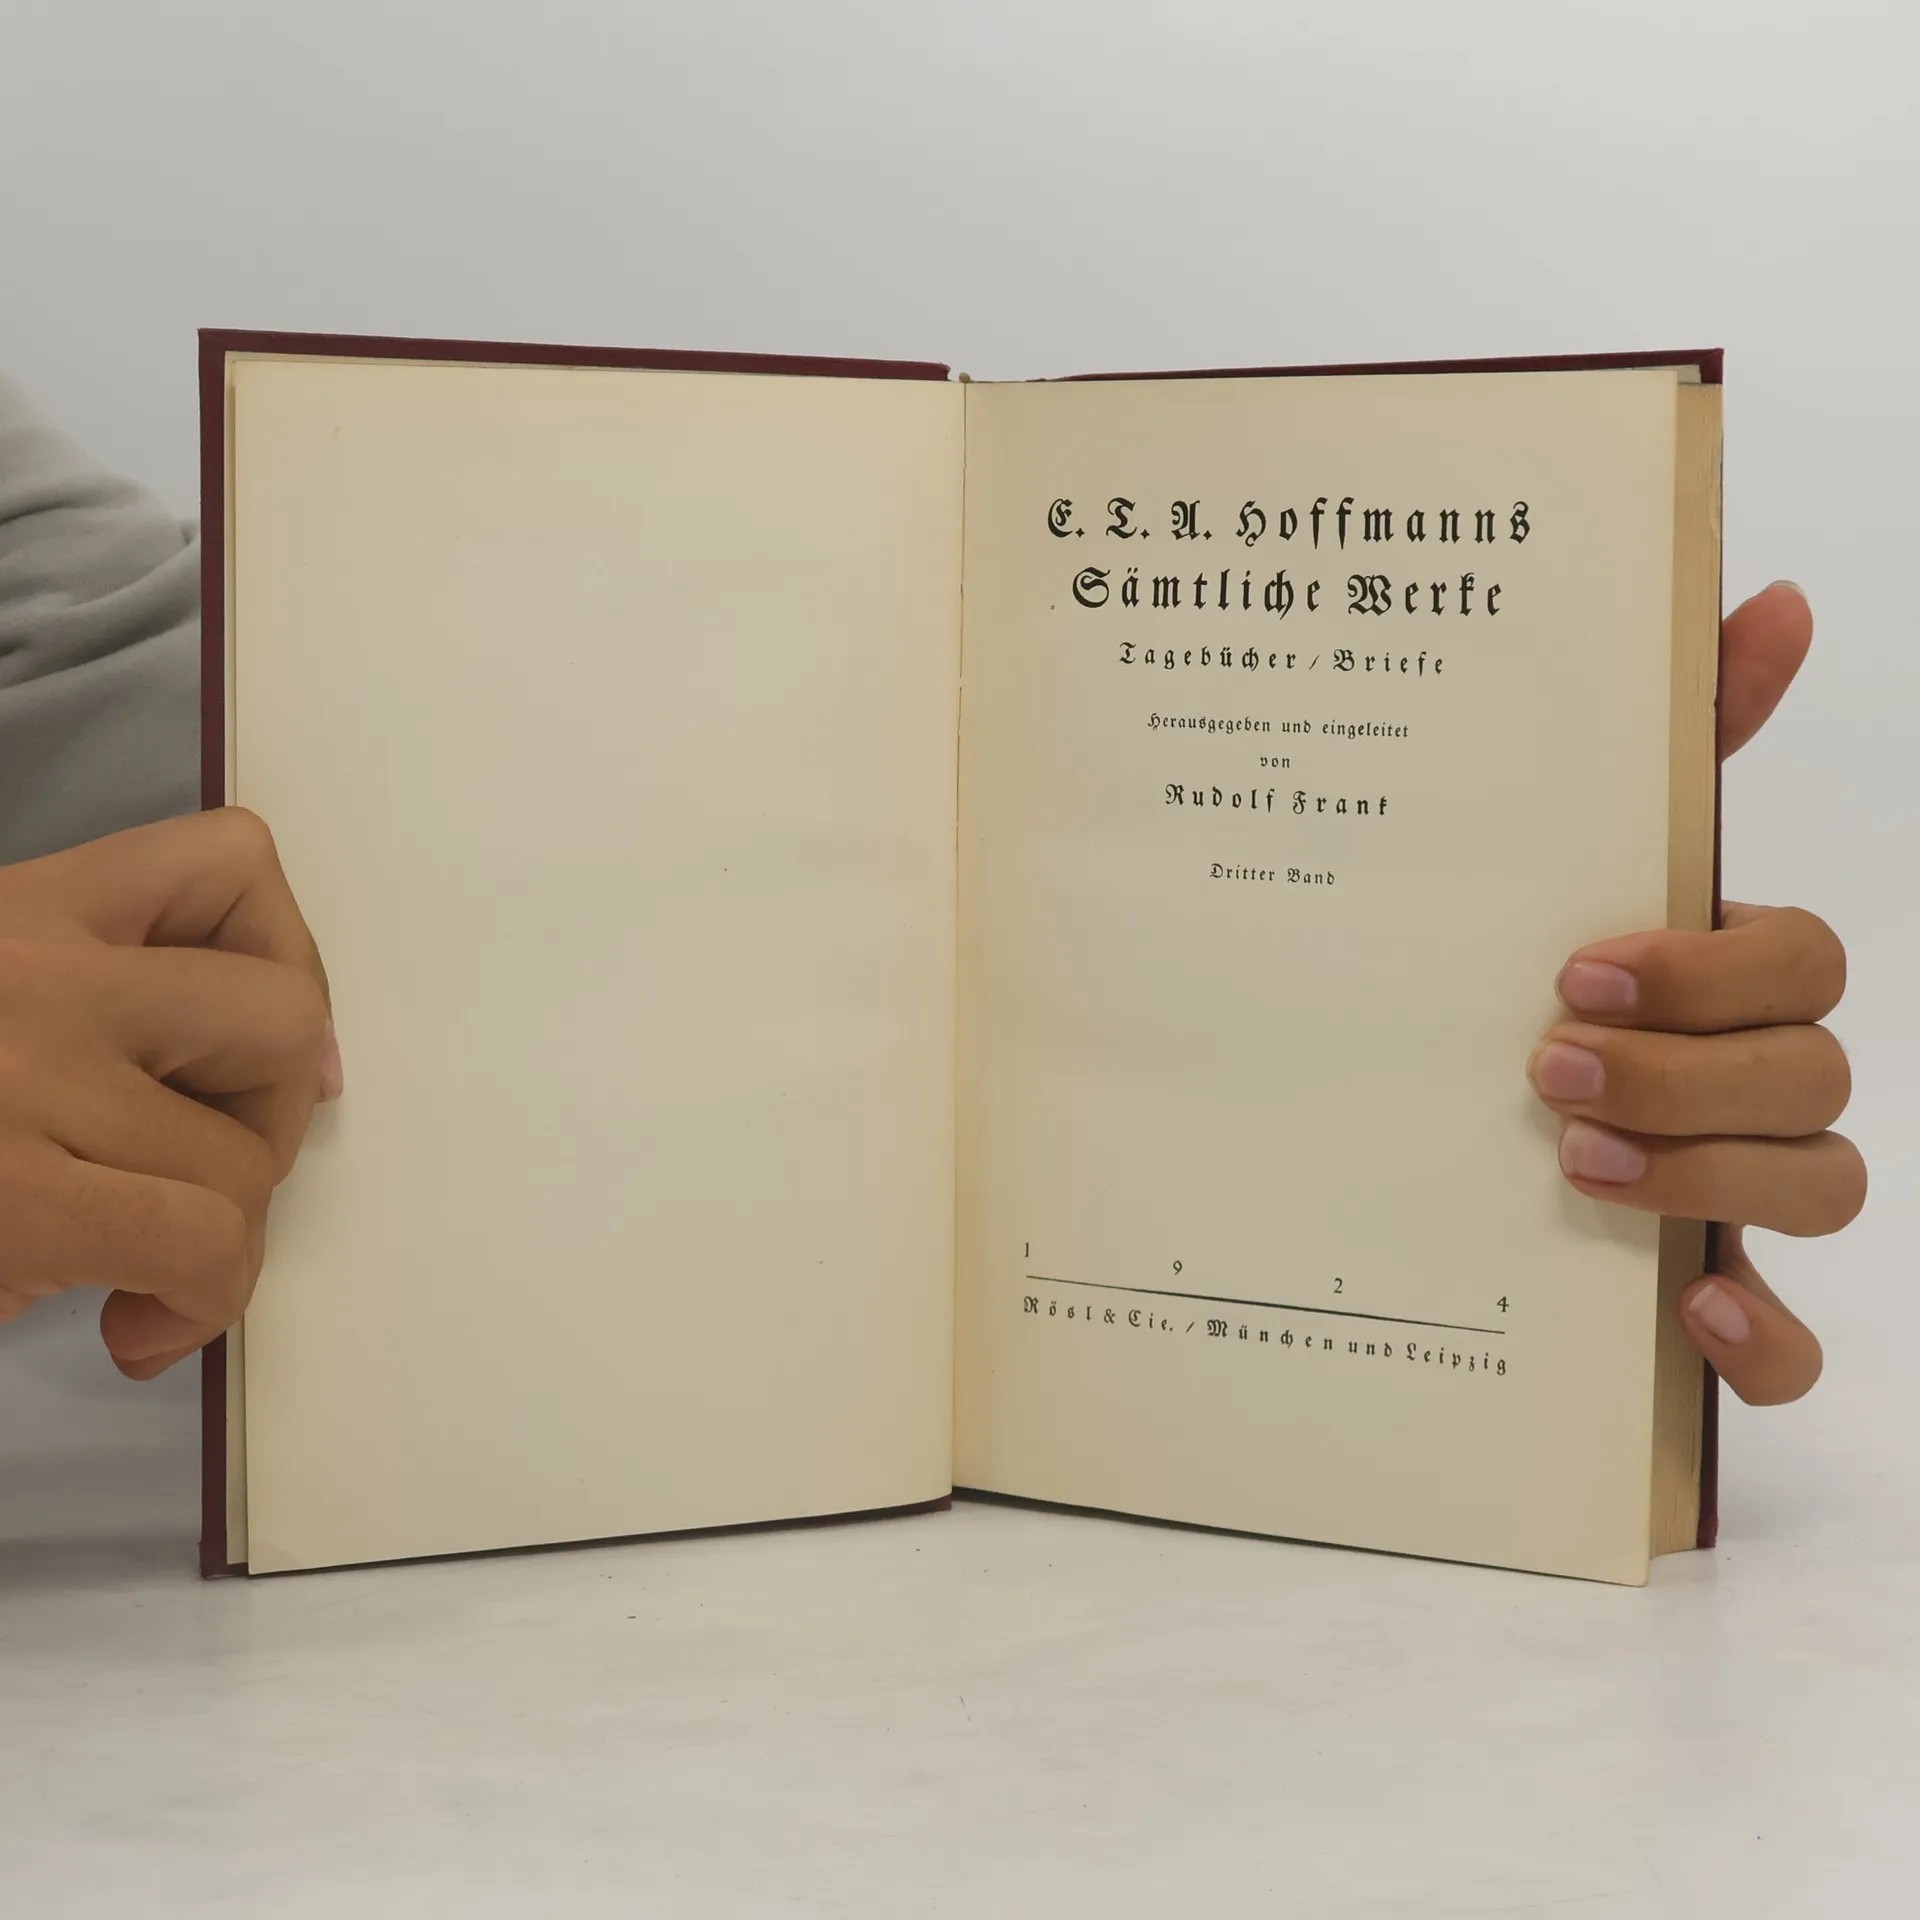 E. T. A. Hoffmanns
Sämtliche Werke
Tagebücher / Briefe
Herausgegeben und eingeleitet
von
Rudolf Frank
Dritter Band
1 9 2 4
Rösl & Cie. / München und Leipzig